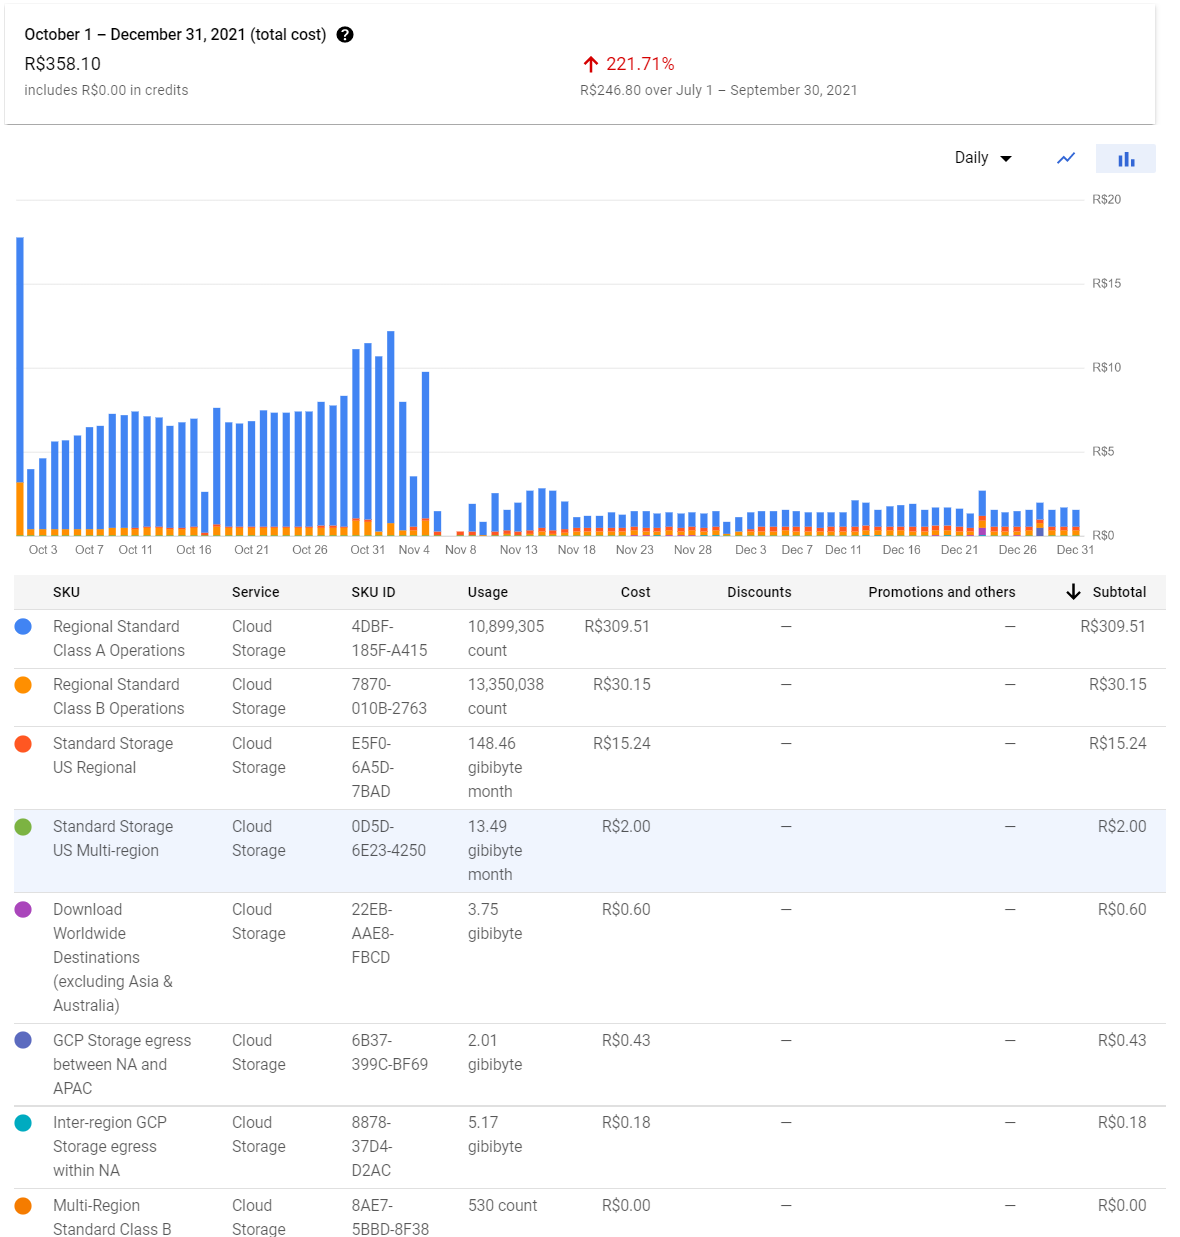 October 1 – December 31, 2021 (total cost) ?
R$358.10
221.71%
includes R$0.00 in credits
R$246.80 over July 1 – September 30, 2021
Daily
R$20
R$15
R$10
R$5
R$0
Oct 3 Oct 7 Oct 11 Oct 16 Oct 21 Oct 26 Oct 31 Nov 4 Nov 8 Nov 13 Nov 18 Nov 23 Nov 28 Dec 3 Dec 7 Dec 11 Dec 16 Dec 21 Dec 26 Dec 31
SKU Service SKU ID Usage Cost Discounts Promotions and others Subtotal
Regional Standard Cloud 4DBF- 10,899,305 R$309.51 — — R$309.51
Class A Operations Storage 185F-A415 count
Regional Standard Cloud 7870- 13,350,038 R$30.15 — — R$30.15
Class B Operations Storage 010B-2763 count
Standard Storage Cloud E5F0- 148.46 R$15.24 — — R$15.24
US Regional Storage 6A5D- gibibyte
7BAD month
Standard Storage Cloud 0D5D- 13.49 R$2.00 — — R$2.00
US Multi-region Storage 6E23-4250 gibibyte
month
Download Cloud 22EB- 3.75 R$0.60 — — R$0.60
Worldwide Storage AAE8- gibibyte
Destinations FBCD
(excluding Asia &
Australia)
GCP Storage egress Cloud 6B37- 2.01 R$0.43 — — R$0.43
between NA and Storage 399C-BF69 gibibyte
APAC
Inter-region GCP Cloud 8878- 5.17 R$0.18 — — R$0.18
Storage egress Storage 37D4- gibibyte
within NA D2AC
Multi-Region Cloud 8AE7- 530 count R$0.00 — — R$0.00
Standard Class B Storage 5BBD-8F38